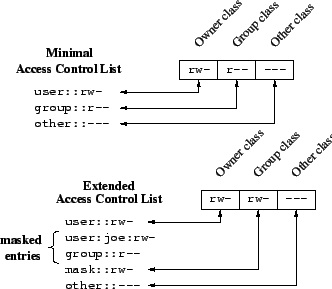 Owner class
Group class
Other class
Minimal
Access Control List
rw- r-- ---
user::rw-
group::r--
other::---
Owner class
Group class
Other class
Extended
Access Control List
rw- rw- ---
user::rw-
masked entries
user:joe:rw-
group::r--
mask::rw-
other::---